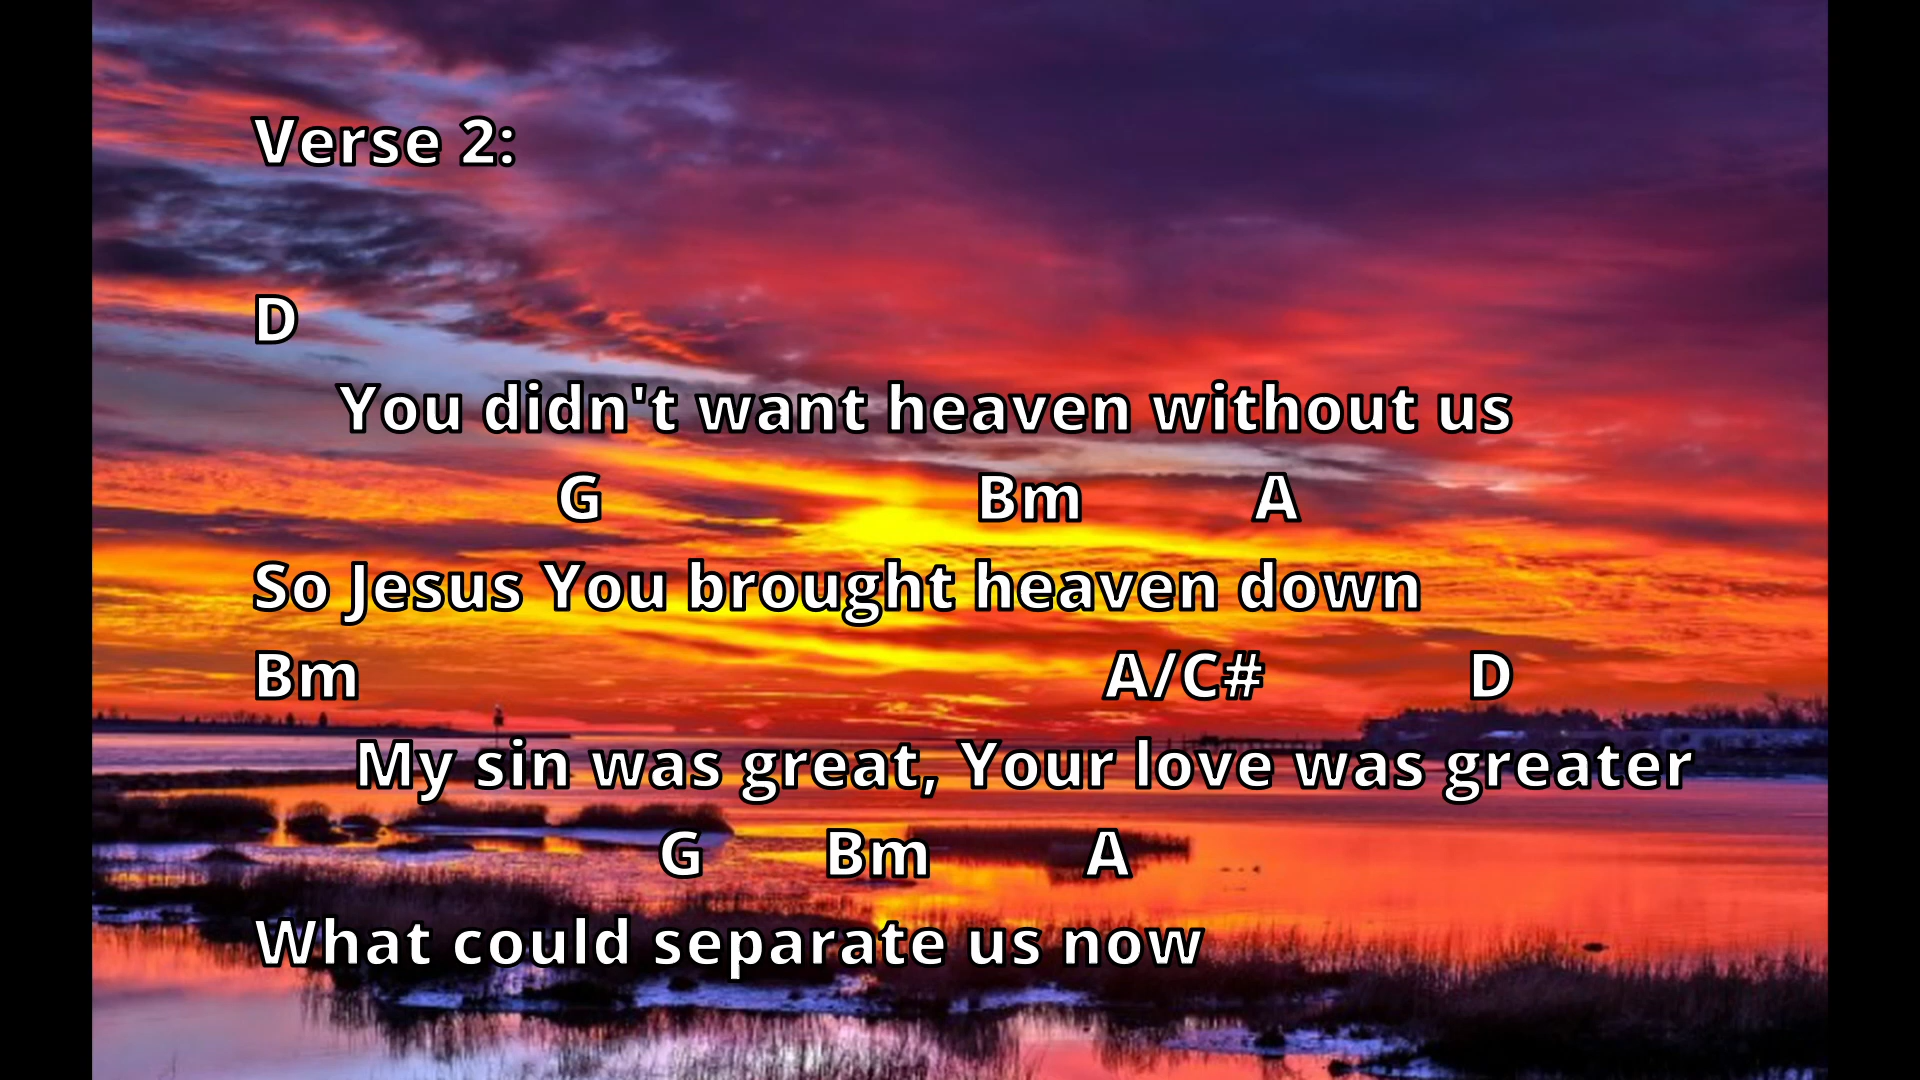 Verse 2:
D
You didn't want heaven without us
G Bm A
So Jesus You brought heaven down
Bm A/C# D
My sin was great, Your love was greater
G Bm A
What could separate us now